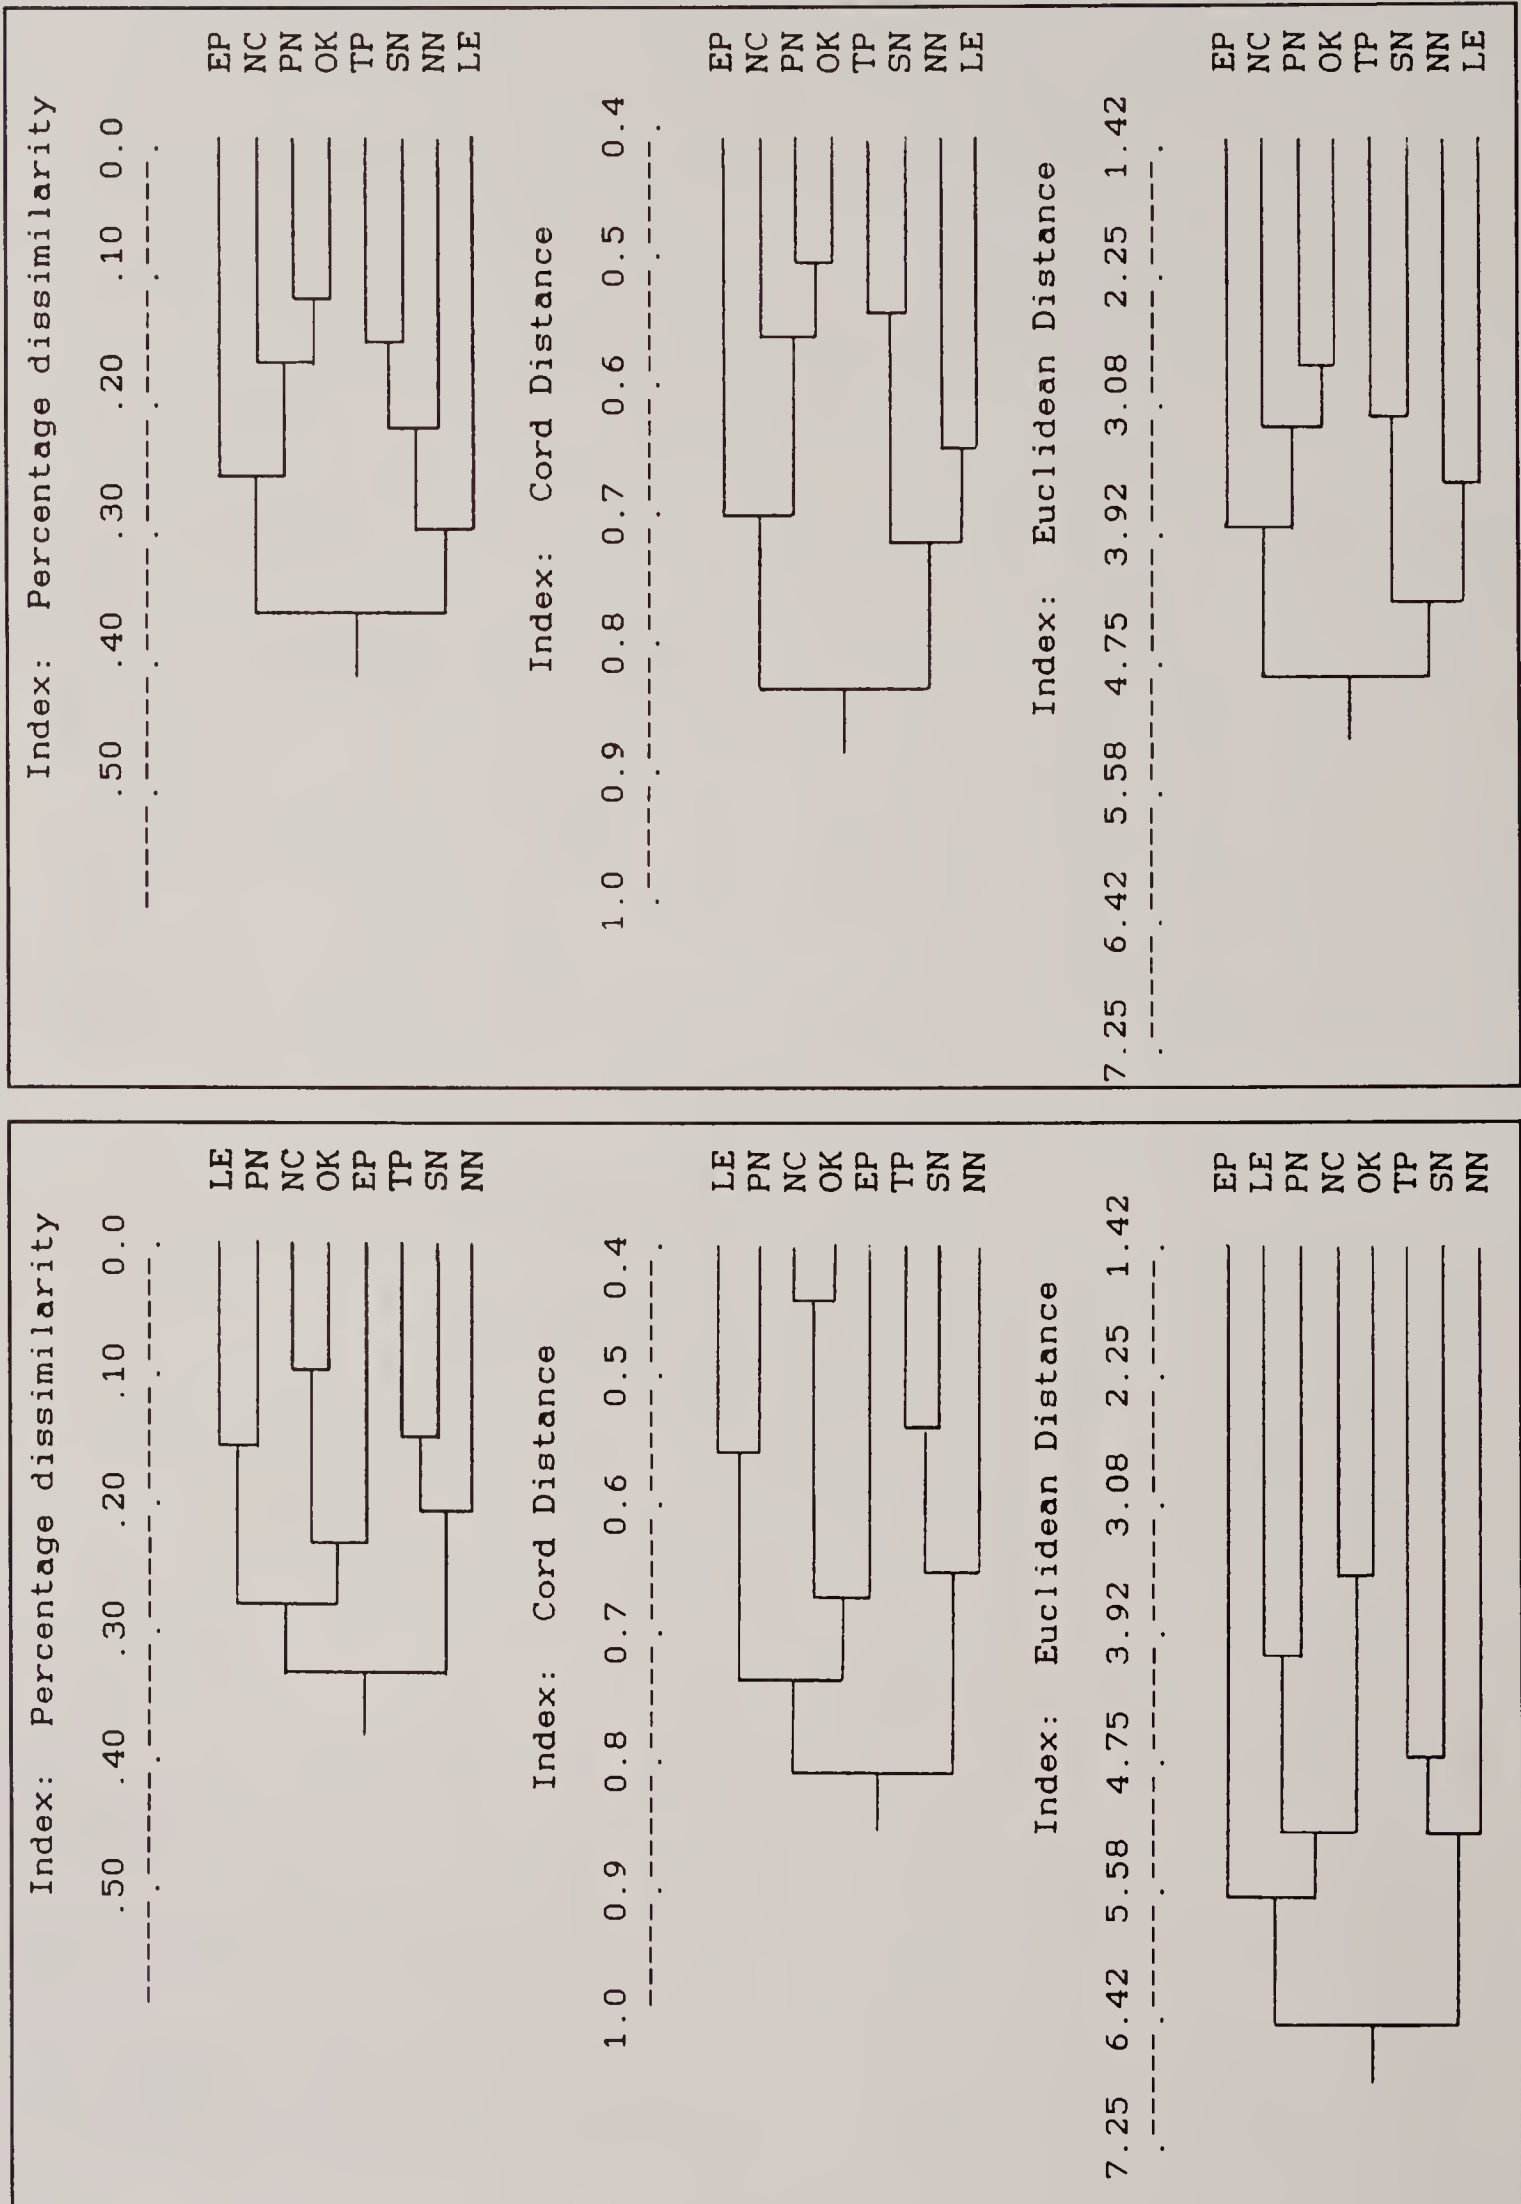 Index: Percentage dissimilarity
.50 .40 .30 .20 .10 0.0
LE
PN
NC
OK
EP
TP
SN
NN
Index: Cord Distance
1.0 0.9 0.8 0.7 0.6 0.5 0.4
LE
PN
NC
OK
EP
TP
SN
NN
Index: Euclidean Distance
7.25 6.42 5.58 4.75 3.92 3.08 2.25 1.42
EP
LE
PN
NC
OK
TP
SN
NN
Index: Percentage dissimilarity
.50 .40 .30 .20 .10 0.0
EP
NC
PN
OK
TP
SN
NN
LE
Index: Cord Distance
1.0 0.9 0.8 0.7 0.6 0.5 0.4
EP
NC
PN
OK
TP
SN
NN
LE
Index: Euclidean Distance
7.25 6.42 5.58 4.75 3.92 3.08 2.25 1.42
EP
NC
PN
OK
TP
SN
NN
LE